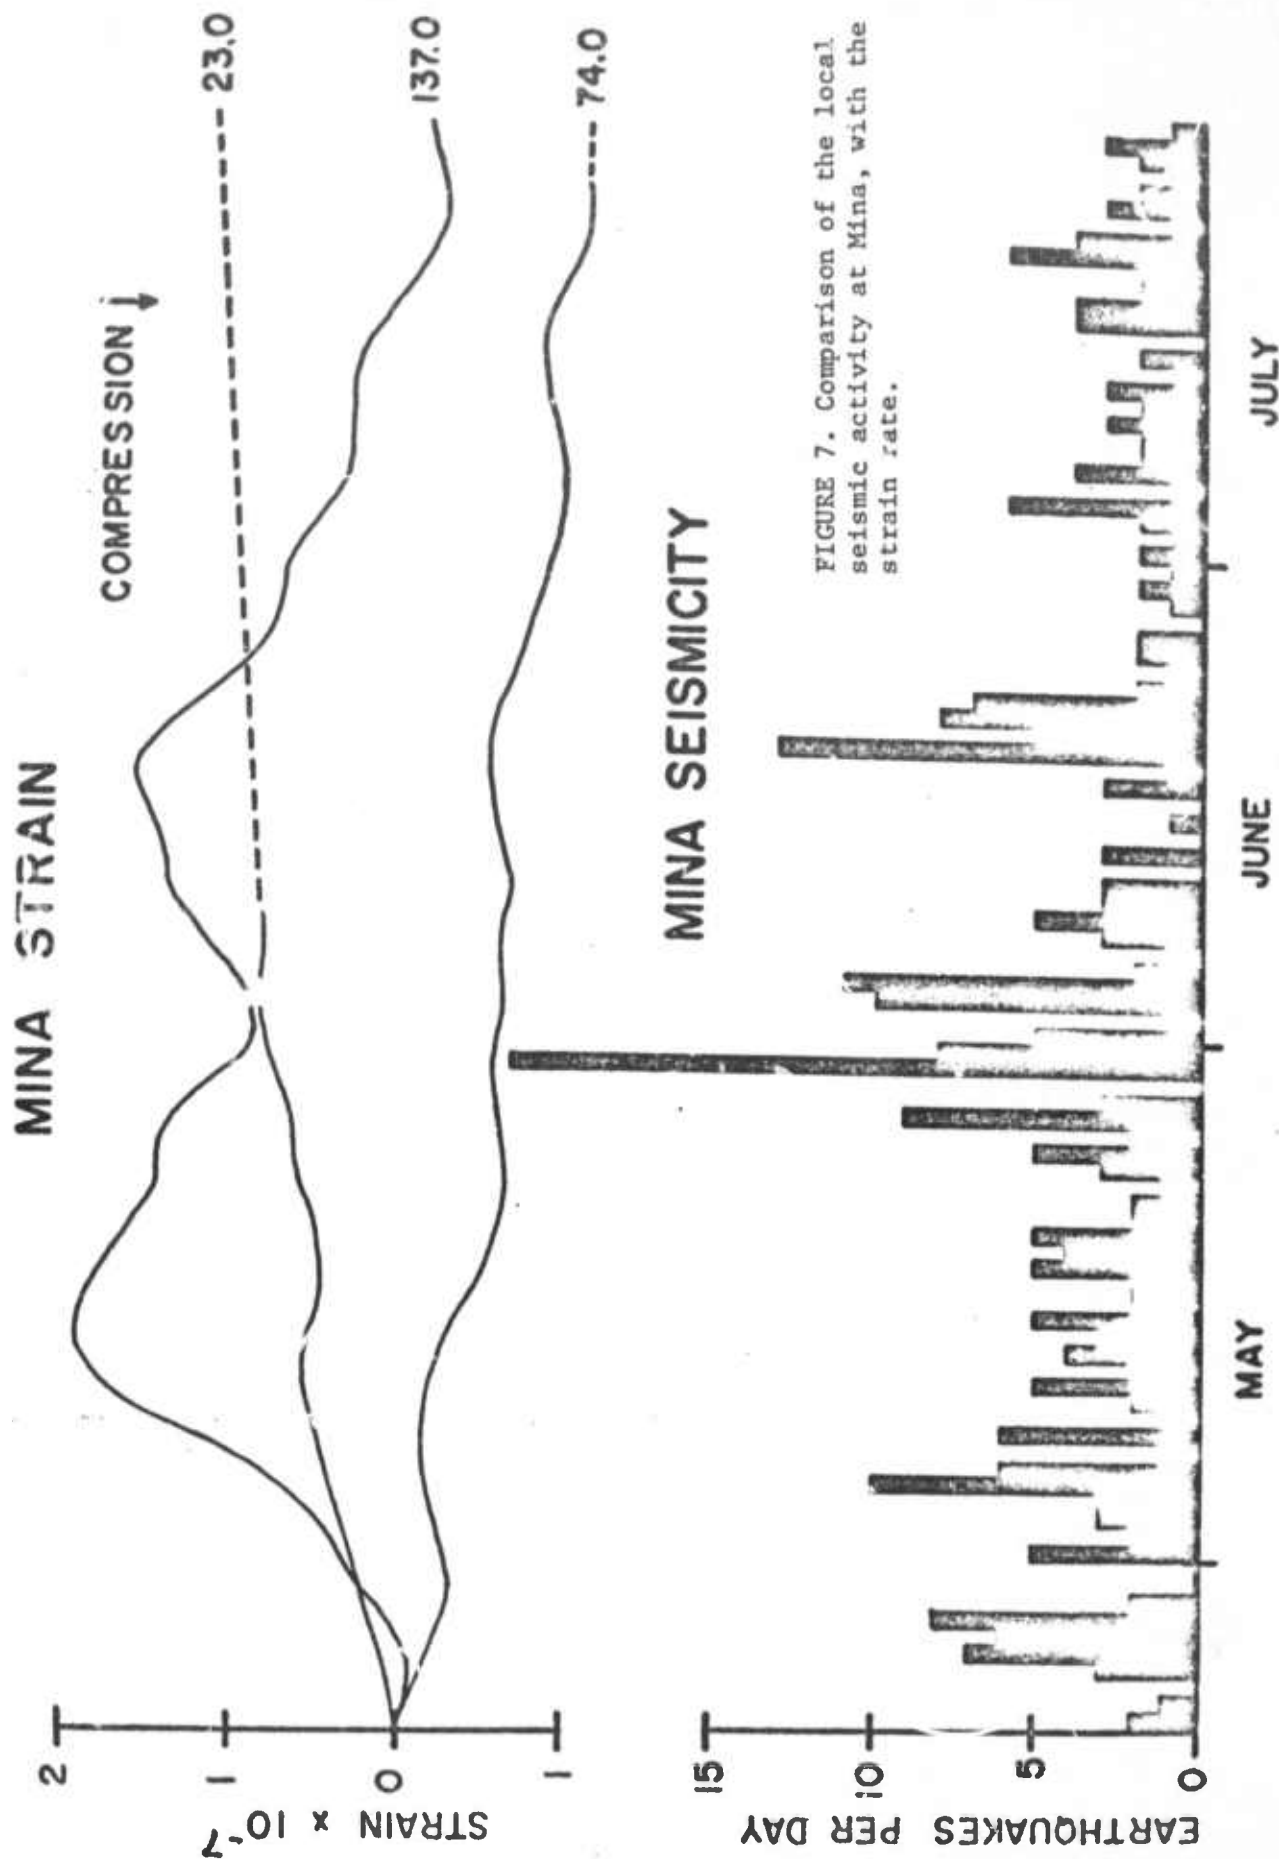 MINA STRAIN
COMPRESSION
2
1
0
1
STRAIN x 10-7
23.0
137.0
74.0
MINA SEISMICITY
FIGURE 7. Comparison of the local
seismic activity at Mina, with the
strain rate.
15
10
5
0
EARTHQUAKES PER DAY
MAY
JUNE
JULY